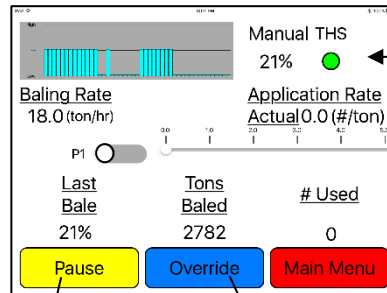 High
Low
Manual THS
21%
Baling Rate
18.0 (ton/hr)
Application Rate
Actual 0.0 (#/ton)
P1
0.0 1.0 2.0 3.0 4.0 5.0
Last Bale
21%
Tons Baled
2782
# Used
0
Pause
Override
Main Menu